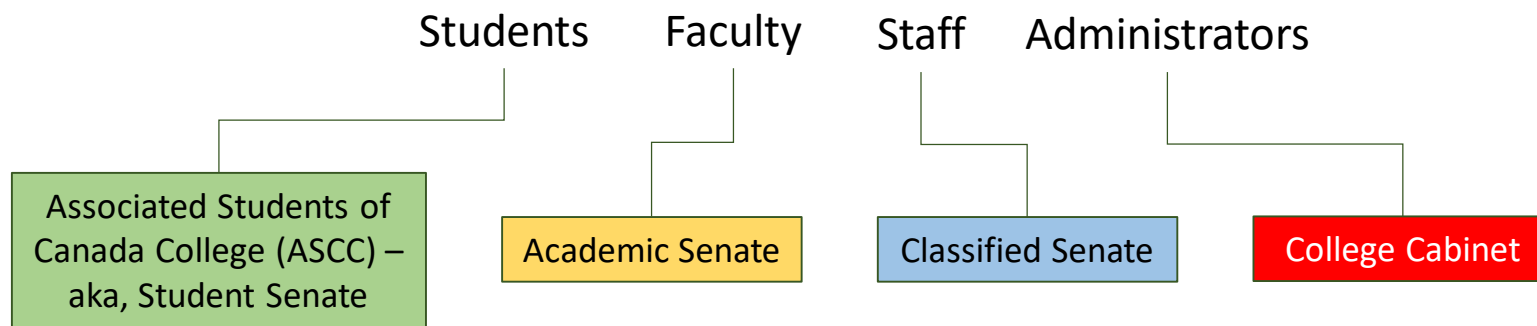 Students Faculty Staff Administrators
Associated Students of
Canada College (ASCC) –
aka, Student Senate
Academic Senate
Classified Senate
College Cabinet